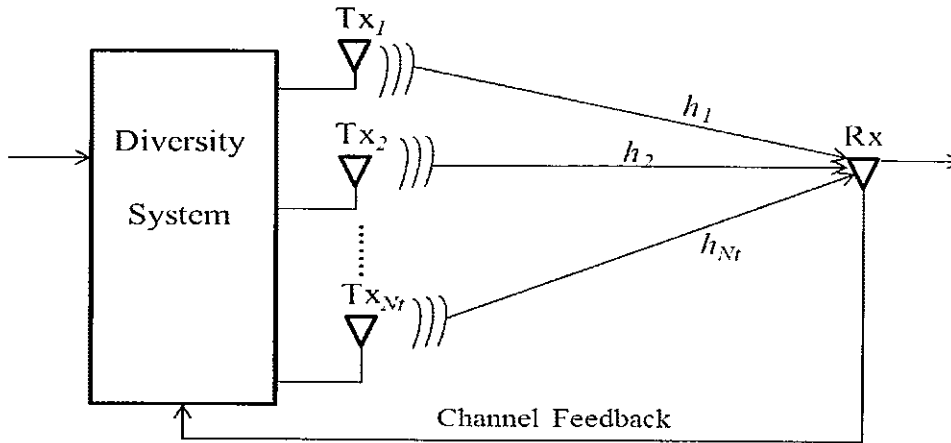 Tx1
Diversity
System
Tx2
h1
h2
Rx
hNt
TxNt
Channel Feedback